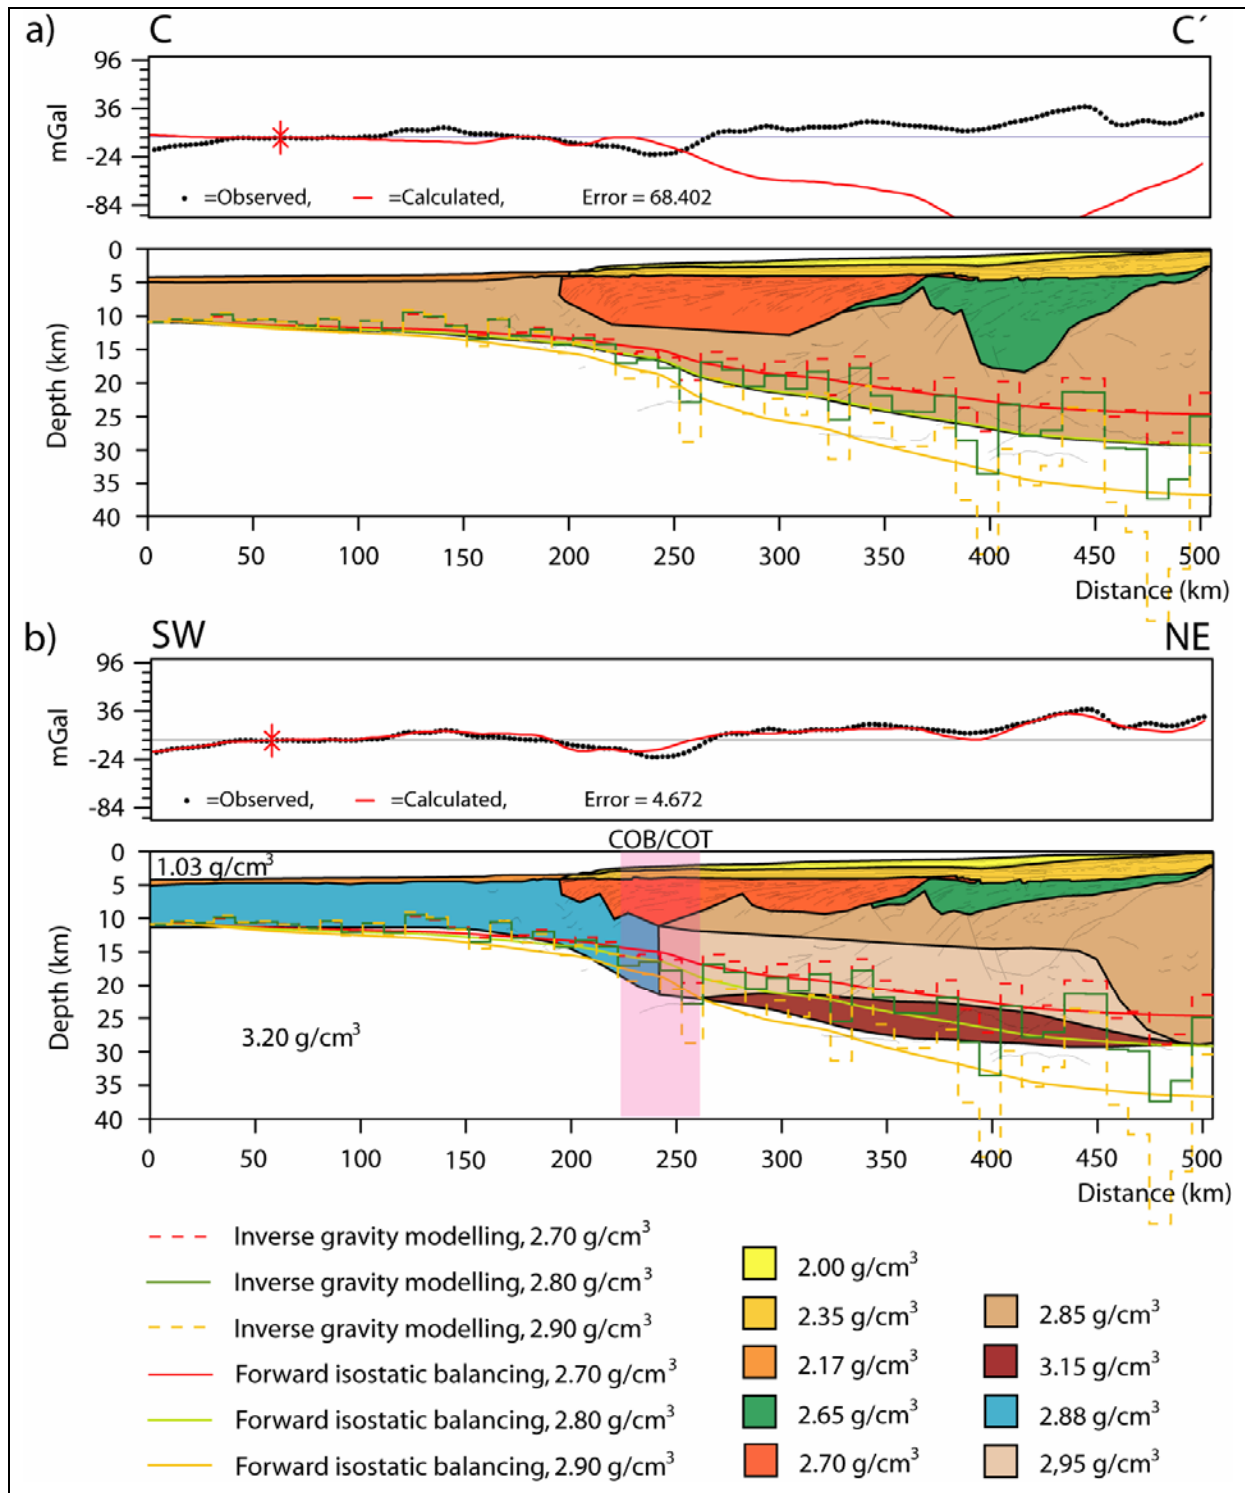 a)
C
C´
96
36
-24
-84
mGal
=Observed, =Calculated, Error = 68.402
0
5
10
15
20
25
30
35
40
Depth (km)
0 50 100 150 200 250 300 350 400 450 500
Distance (km)
b)
SW
NE
96
36
-24
-84
mGal
=Observed, =Calculated, Error = 4.672
COB/COT
0
5
10
15
20
25
30
35
40
Depth (km)
1.03 g/cm³
3.20 g/cm³
0 50 100 150 200 250 300 350 400 450 500
Distance (km)
Inverse gravity modelling, 2.70 g/cm³
Inverse gravity modelling, 2.80 g/cm³
Inverse gravity modelling, 2.90 g/cm³
Forward isostatic balancing, 2.70 g/cm³
Forward isostatic balancing, 2.80 g/cm³
Forward isostatic balancing, 2.90 g/cm³
2.00 g/cm³
2.35 g/cm³
2.17 g/cm³
2.65 g/cm³
2.70 g/cm³
2.85 g/cm³
3.15 g/cm³
2.88 g/cm³
2,95 g/cm³